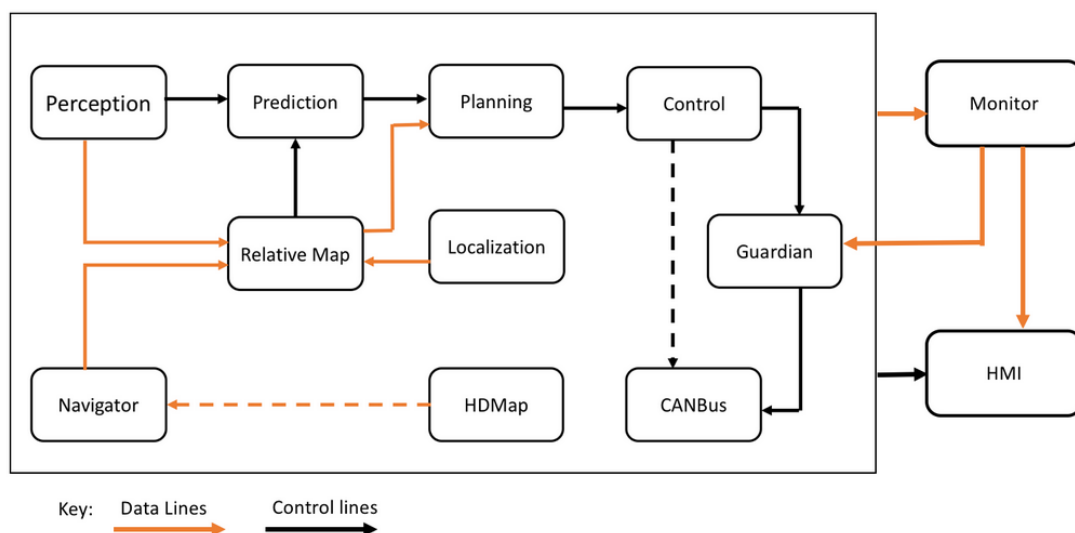 Perception
Prediction
Planning
Control
Monitor
Relative Map
Localization
Guardian
Navigator
HDMap
CANBus
HMI
Key: Data Lines Control lines